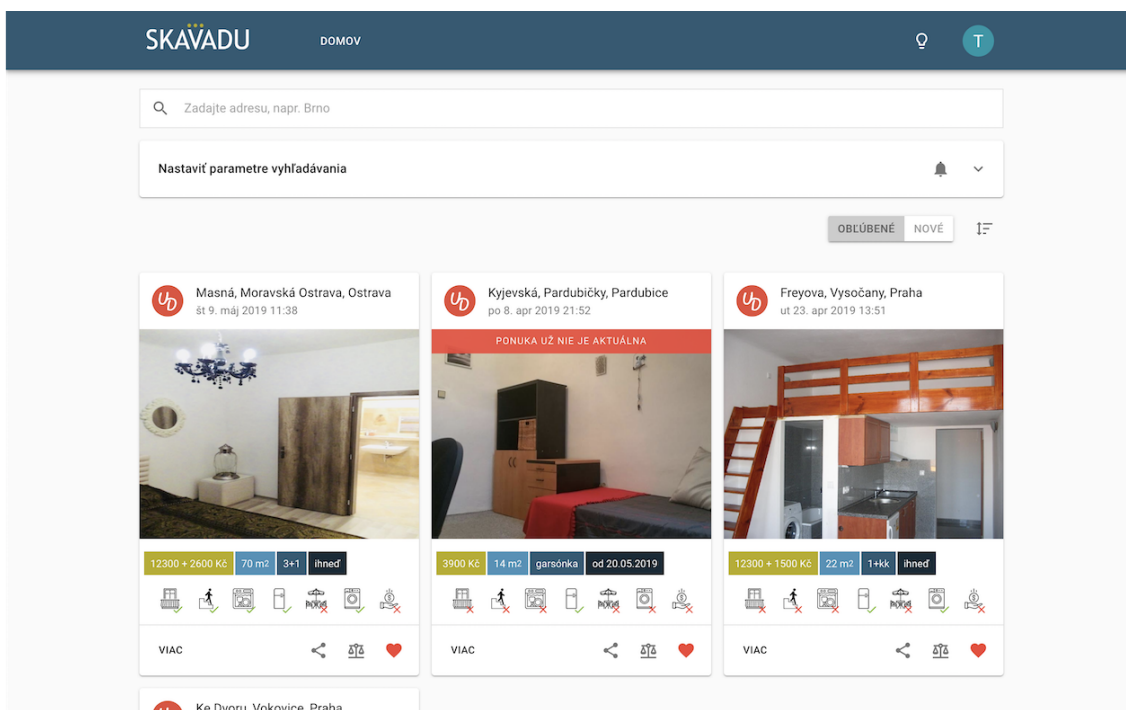 SKAVADU
DOMOV
T
Zadajte adresu, napr. Brno
Nastaviť parametre vyhľadávania
OBĽÚBENÉ NOVÉ
UD
Masná, Moravská Ostrava, Ostrava
št 9. máj 2019 11:38
12300 + 2600 Kč 70 m2 3+1 ihneď
VIAC
UD
Kyjevská, Pardubičky, Pardubice
po 8. apr 2019 21:52
PONUKA UŽ NIE JE AKTUÁLNA
3900 Kč 14 m2 garsónka od 20.05.2019
VIAC
UD
Freyova, Vysočany, Praha
ut 23. apr 2019 13:51
12300 + 1500 Kč 22 m2 1+kk ihneď
VIAC
Ke Dvoru, Vokovice, Praha